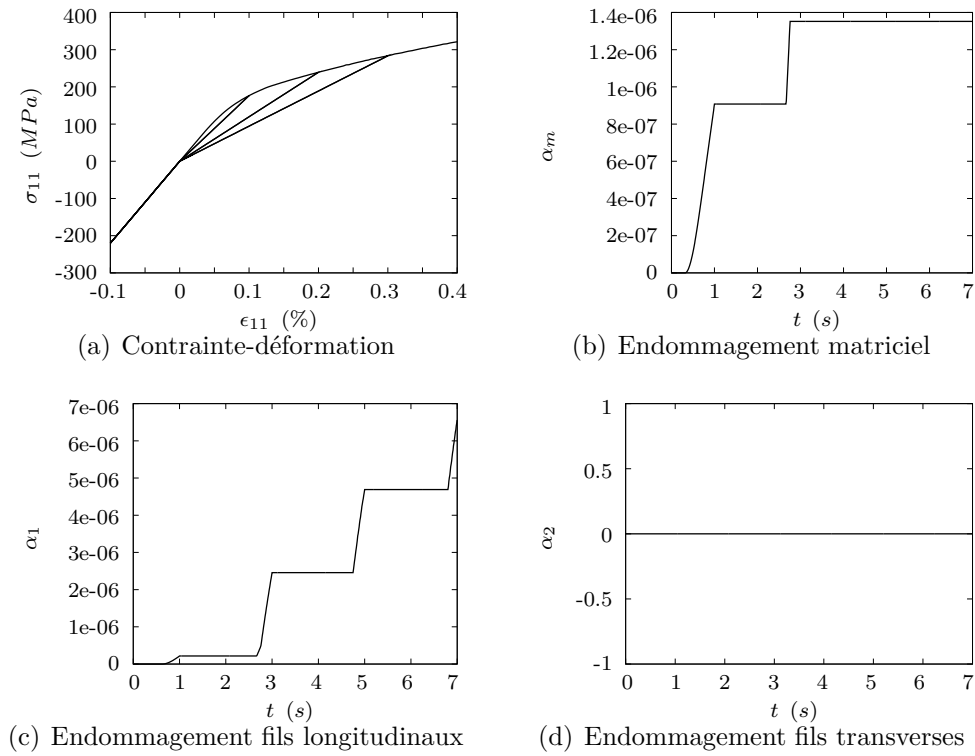 400
300
200
100
0
-100
-200
-300
-0.1
0
0.1
0.2
0.3
0.4
σ11 (MPa)
ϵ11 (%)
(a) Contrainte-déformation
1.4e-06
1.2e-06
1e-06
8e-07
6e-07
4e-07
2e-07
0
0 1 2 3 4 5 6 7
αm
t (s)
(b) Endommagement matriciel
7e-06
6e-06
5e-06
4e-06
3e-06
2e-06
1e-06
0
0 1 2 3 4 5 6 7
α1
t (s)
(c) Endommagement fils longitudinaux
1
0.5
0
-0.5
-1
0 1 2 3 4 5 6 7
α2
t (s)
(d) Endommagement fils transverses